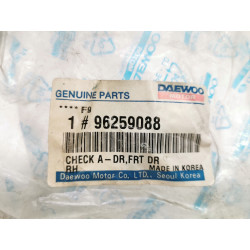 GENUINE PARTS
DAEWOO
**** F9
1 # 96259088
CHECK A-DR,FRT DR
RH MADE IN KOREA
Daewoo Motor Co., Ltd., Seoul Korea